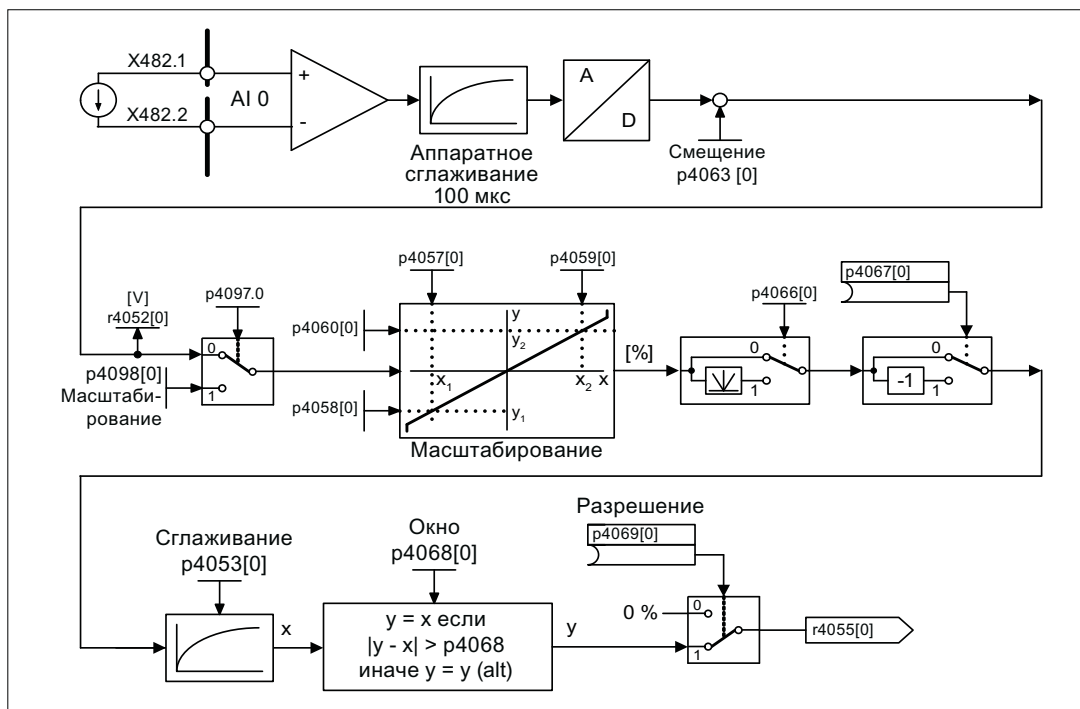 X482.1
X482.2
AI 0
+
-
Аппаратное
сглаживание
100 мкс
A
D
Смещение
p4063 [0]
[V]
r4052[0]
p4098[0]
Масштаби-
рование
p4097.0
0
1
p4060[0]
p4058[0]
p4057[0]
p4059[0]
y
y2
x1
x2 x
y1
Масштабирование
[%]
p4066[0]
0
1
p4067[0]
0
-1
1
Сглаживание
p4053[0]
x
Окно
p4068[0]
y = x если
|y - x| > p4068
иначе y = y (alt)
y
Разрешение
p4069[0]
0 %
0
1
r4055[0]